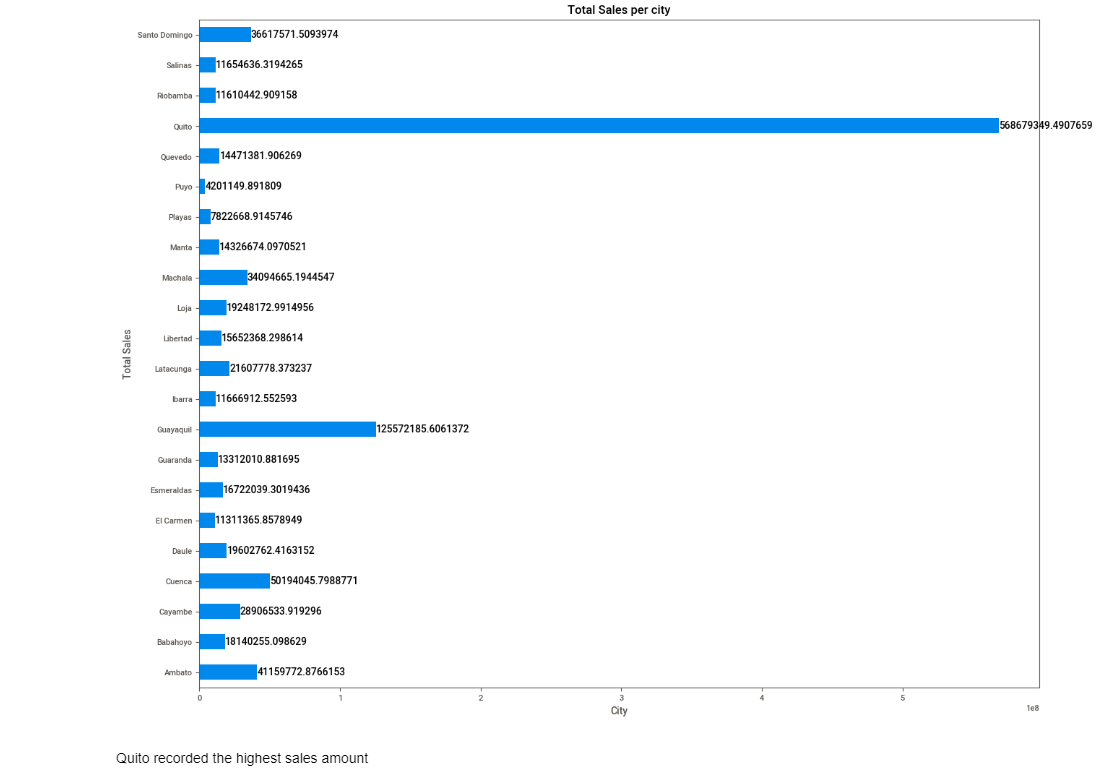 Total Sales per city
Santo Domingo 36617571.5093974
Salinas 11654636.3194265
Riobamba 11610442.909158
Quito 568679349.4907659
Quevedo 14471381.906269
Puyo 4201149.891809
Playas 7822668.9145746
Manta 14326674.0970521
Machala 34094665.1944547
Loja 19248172.9914956
Libertad 15652368.298614
Total Sales
Latacunga 21607778.373237
Ibarra 11666912.552593
Guayaquil 125572185.6061372
Guaranda 13312010.881695
Esmeraldas 16722039.3019436
El Carmen 11311365.8578949
Daule 19602762.4163152
Cuenca 50194045.7988771
Cayambe 28906533.919296
Babahoyo 18140255.098629
Ambato 41159772.8766153
0 1 2 3 4 5
1e8
City
Quito recorded the highest sales amount